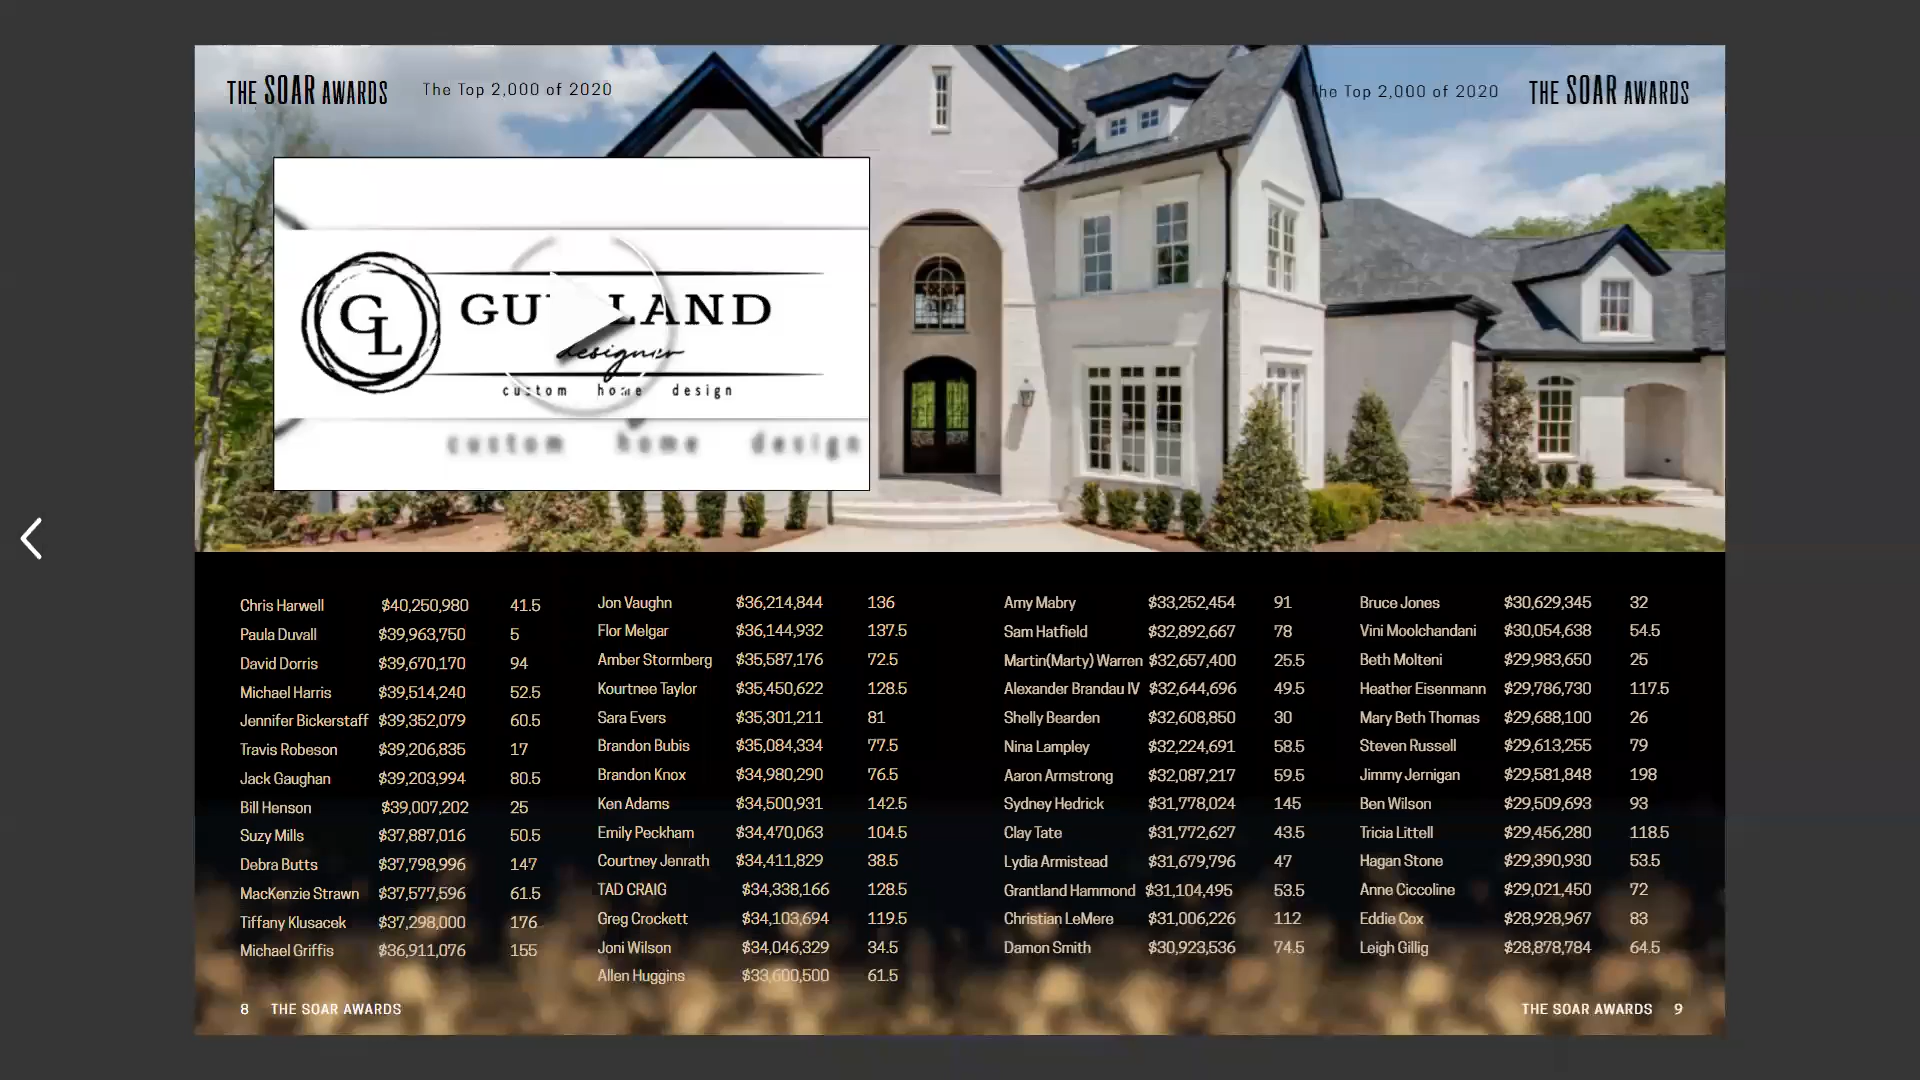 THE SOAR AWARDS
The Top 2,000 of 2020
The Top 2,000 of 2020
THE SOAR AWARDS
GL
designer
custom home design
custom home design
Chris Harwell $40,250,980 41.5
Paula Duvall $39,963,750 5
David Dorris $39,670,170 94
Michael Harris $39,514,240 52.5
Jennifer Bickerstaff $39,352,079 60.5
Travis Robeson $39,206,835 17
Jack Gaughan $39,203,994 80.5
Bill Henson $39,007,202 25
Suzy Mills $37,887,016 50.5
Debra Butts $37,798,996 147
MacKenzie Strawn $37,577,596 61.5
Tiffany Klusacek $37,298,000 176
Michael Griffis $36,911,076 155
Jon Vaughn $36,214,844 136
Flor Melgar $36,144,932 137.5
Amber Stormberg $35,587,176 72.5
Kourtnee Taylor $35,450,622 128.5
Sara Evers $35,301,211 81
Brandon Bubis $35,084,334 77.5
Brandon Knox $34,980,290 76.5
Ken Adams $34,500,931 142.5
Emily Peckham $34,470,063 104.5
Courtney Jenrath $34,411,829 38.5
TAD CRAIG $34,338,166 128.5
Greg Crockett $34,103,694 119.5
Joni Wilson $34,046,329 34.5
Allen Huggins $33,600,500 61.5
Amy Mabry $33,252,454 91
Sam Hatfield $32,892,667 78
Martin(Marty) Warren $32,657,400 25.5
Alexander Brandau IV $32,644,696 49.5
Shelly Bearden $32,608,850 30
Nina Lampley $32,224,691 58.5
Aaron Armstrong $32,087,217 59.5
Sydney Hedrick $31,778,024 145
Clay Tate $31,772,627 43.5
Lydia Armistead $31,679,796 47
Grantland Hammond $31,104,495 53.5
Christian LeMere $31,006,226 112
Damon Smith $30,923,536 74.5
Bruce Jones $30,629,345 32
Vini Moolchandani $30,054,638 54.5
Beth Molteni $29,983,650 25
Heather Eisenmann $29,786,730 117.5
Mary Beth Thomas $29,688,100 26
Steven Russell $29,613,255 79
Jimmy Jernigan $29,581,848 198
Ben Wilson $29,509,693 93
Tricia Littell $29,456,280 118.5
Hagan Stone $29,390,930 53.5
Anne Ciccoline $29,021,450 72
Eddie Cox $28,928,967 83
Leigh Gillig $28,878,784 64.5
8 THE SOAR AWARDS
THE SOAR AWARDS 9